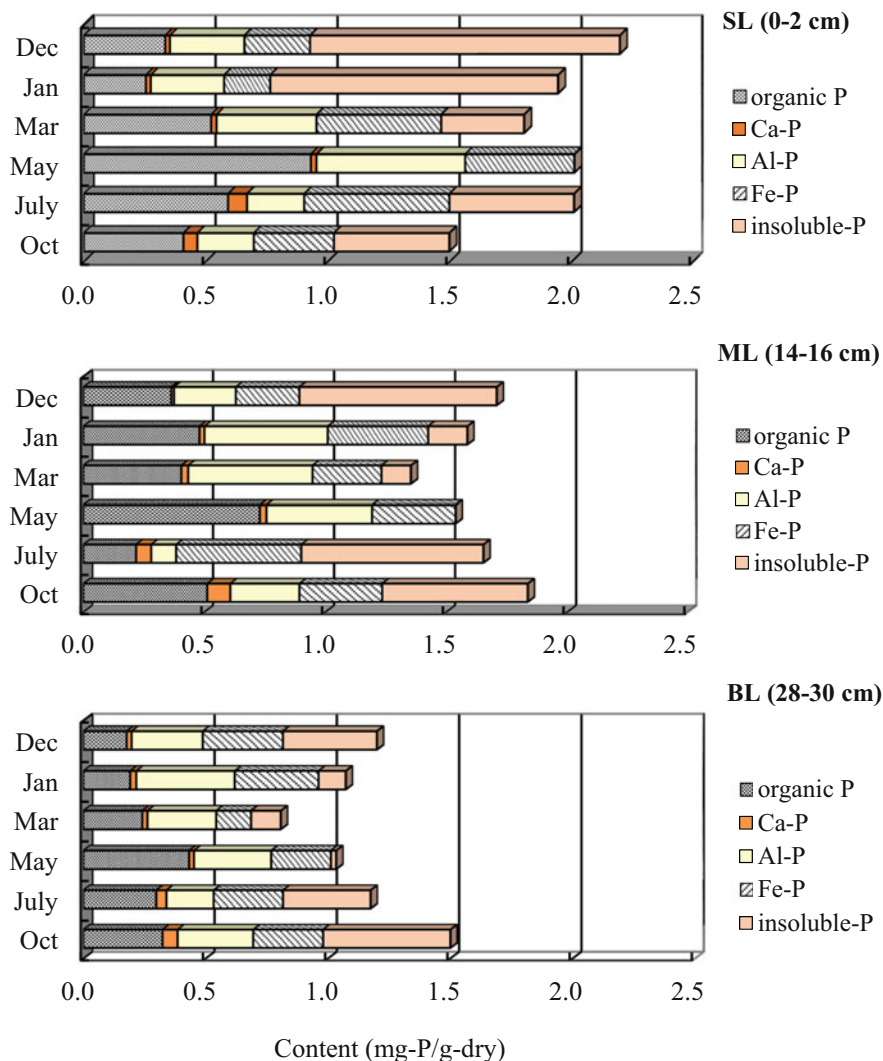 SL (0-2 cm)
Dec
Jan
Mar
May
July
Oct
organic P
Ca-P
Al-P
Fe-P
insoluble-P
0.0 0.5 1.0 1.5 2.0 2.5
ML (14-16 cm)
Dec
Jan
Mar
May
July
Oct
organic P
Ca-P
Al-P
Fe-P
insoluble-P
0.0 0.5 1.0 1.5 2.0 2.5
BL (28-30 cm)
Dec
Jan
Mar
May
July
Oct
organic P
Ca-P
Al-P
Fe-P
insoluble-P
0.0 0.5 1.0 1.5 2.0 2.5
Content (mg-P/g-dry)